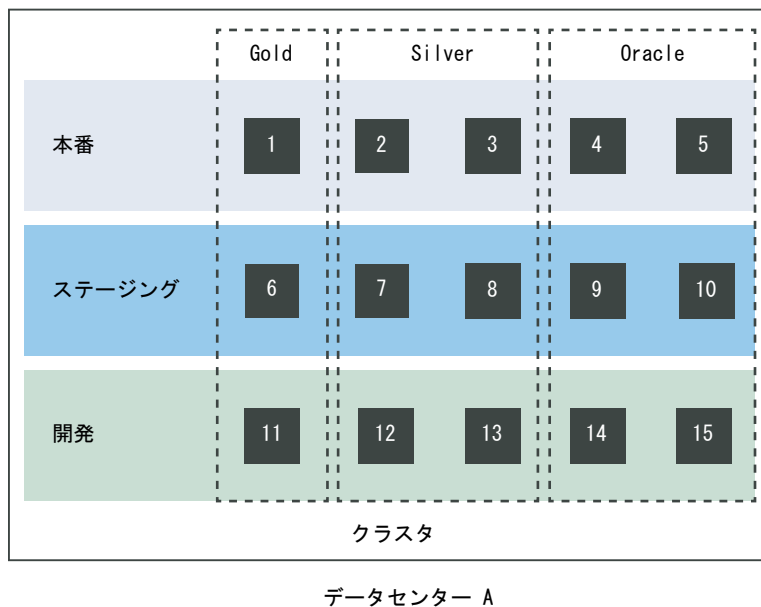 Gold Silver Oracle
本番 1 2 3 4 5
ステージング 6 7 8 9 10
開発 11 12 13 14 15
クラスタ
データセンター A